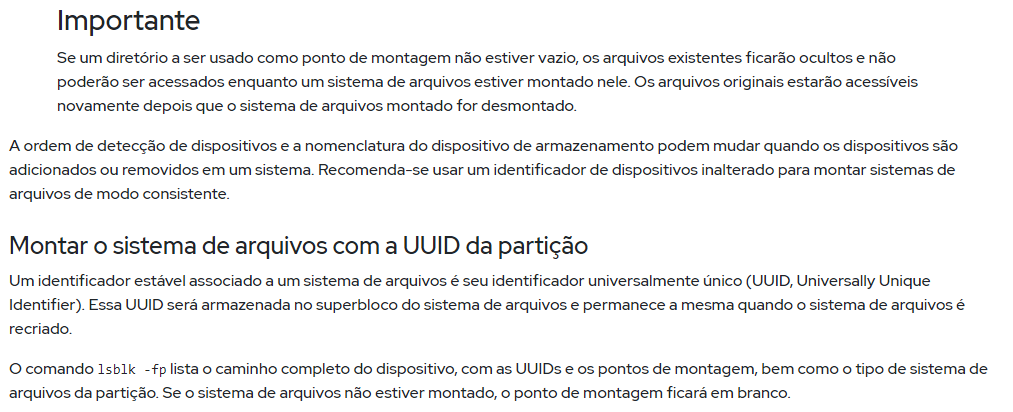 Importante
Se um diretório a ser usado como ponto de montagem não estiver vazio, os arquivos existentes ficarão ocultos e não
poderão ser acessados enquanto um sistema de arquivos estiver montado nele. Os arquivos originais estarão acessíveis
novamente depois que o sistema de arquivos montado for desmontado.
A ordem de detecção de dispositivos e a nomenclatura do dispositivo de armazenamento podem mudar quando os dispositivos são
adicionados ou removidos em um sistema. Recomenda-se usar um identificador de dispositivos inalterado para montar sistemas de
arquivos de modo consistente.
Montar o sistema de arquivos com a UUID da partição
Um identificador estável associado a um sistema de arquivos é seu identificador universalmente único (UUID, Universally Unique
Identifier). Essa UUID será armazenada no superbloco do sistema de arquivos e permanece a mesma quando o sistema de arquivos é
recriado.
O comando lsblk -fp lista o caminho completo do dispositivo, com as UUIDs e os pontos de montagem, bem como o tipo de sistema de
arquivos da partição. Se o sistema de arquivos não estiver montado, o ponto de montagem ficará em branco.